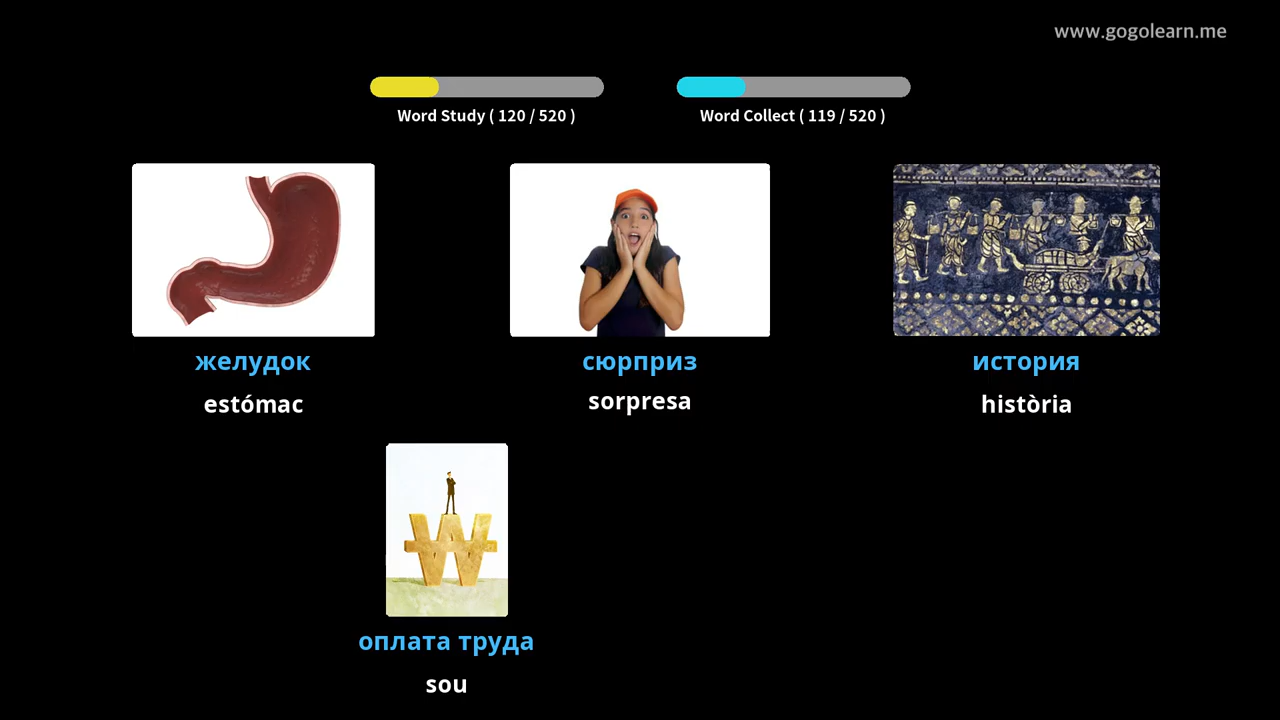 www.gogolearn.me
Word Study ( 120 / 520 )
Word Collect ( 119 / 520 )
желудок
estómac
сюрприз
sorpresa
история
història
оплата труда
sou